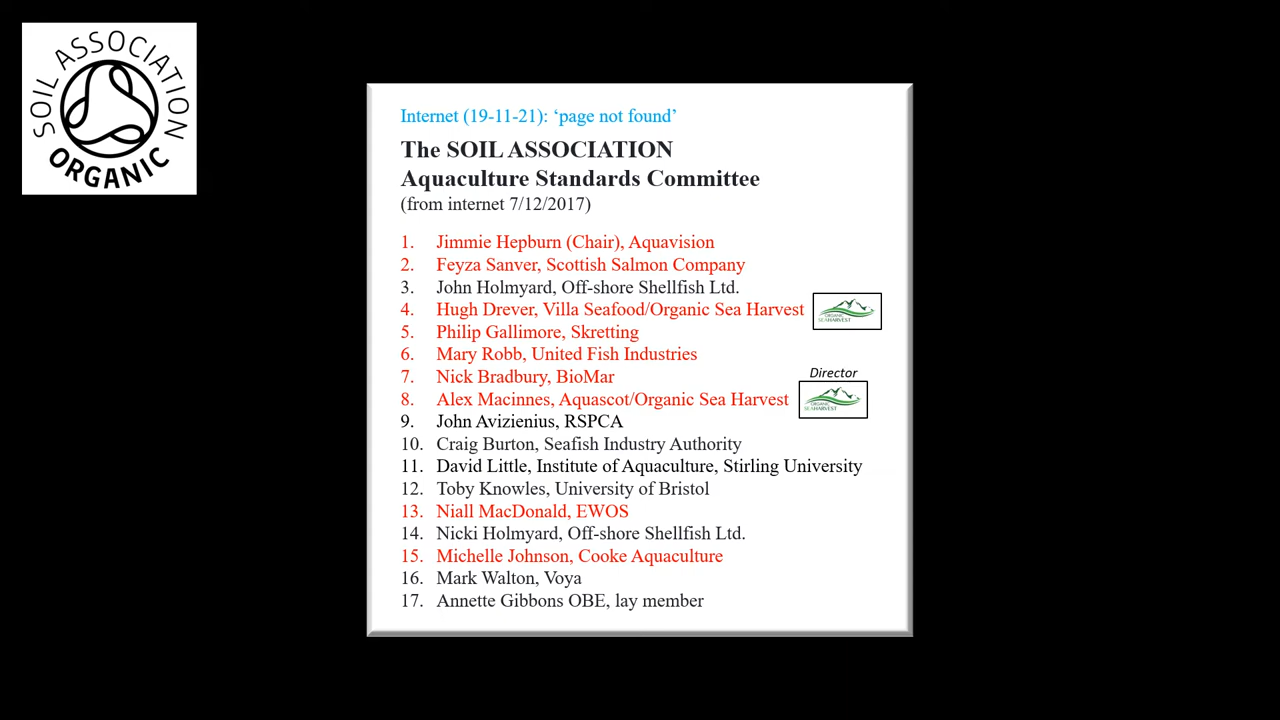 SOIL ASSOCIATION
ORGANIC
Internet (19-11-21): ‘page not found’
The SOIL ASSOCIATION
Aquaculture Standards Committee
(from internet 7/12/2017)
1. Jimmie Hepburn (Chair), Aquavision
2. Feyza Sanver, Scottish Salmon Company
3. John Holmyard, Off-shore Shellfish Ltd.
4. Hugh Drever, Villa Seafood/Organic Sea Harvest
ORGANIC
SEAHARVEST
5. Philip Gallimore, Skretting
6. Mary Robb, United Fish Industries
7. Nick Bradbury, BioMar
Director
8. Alex Macinnes, Aquascot/Organic Sea Harvest
ORGANIC
SEAHARVEST
9. John Avizienius, RSPCA
10. Craig Burton, Seafish Industry Authority
11. David Little, Institute of Aquaculture, Stirling University
12. Toby Knowles, University of Bristol
13. Niall MacDonald, EWOS
14. Nicki Holmyard, Off-shore Shellfish Ltd.
15. Michelle Johnson, Cooke Aquaculture
16. Mark Walton, Voya
17. Annette Gibbons OBE, lay member